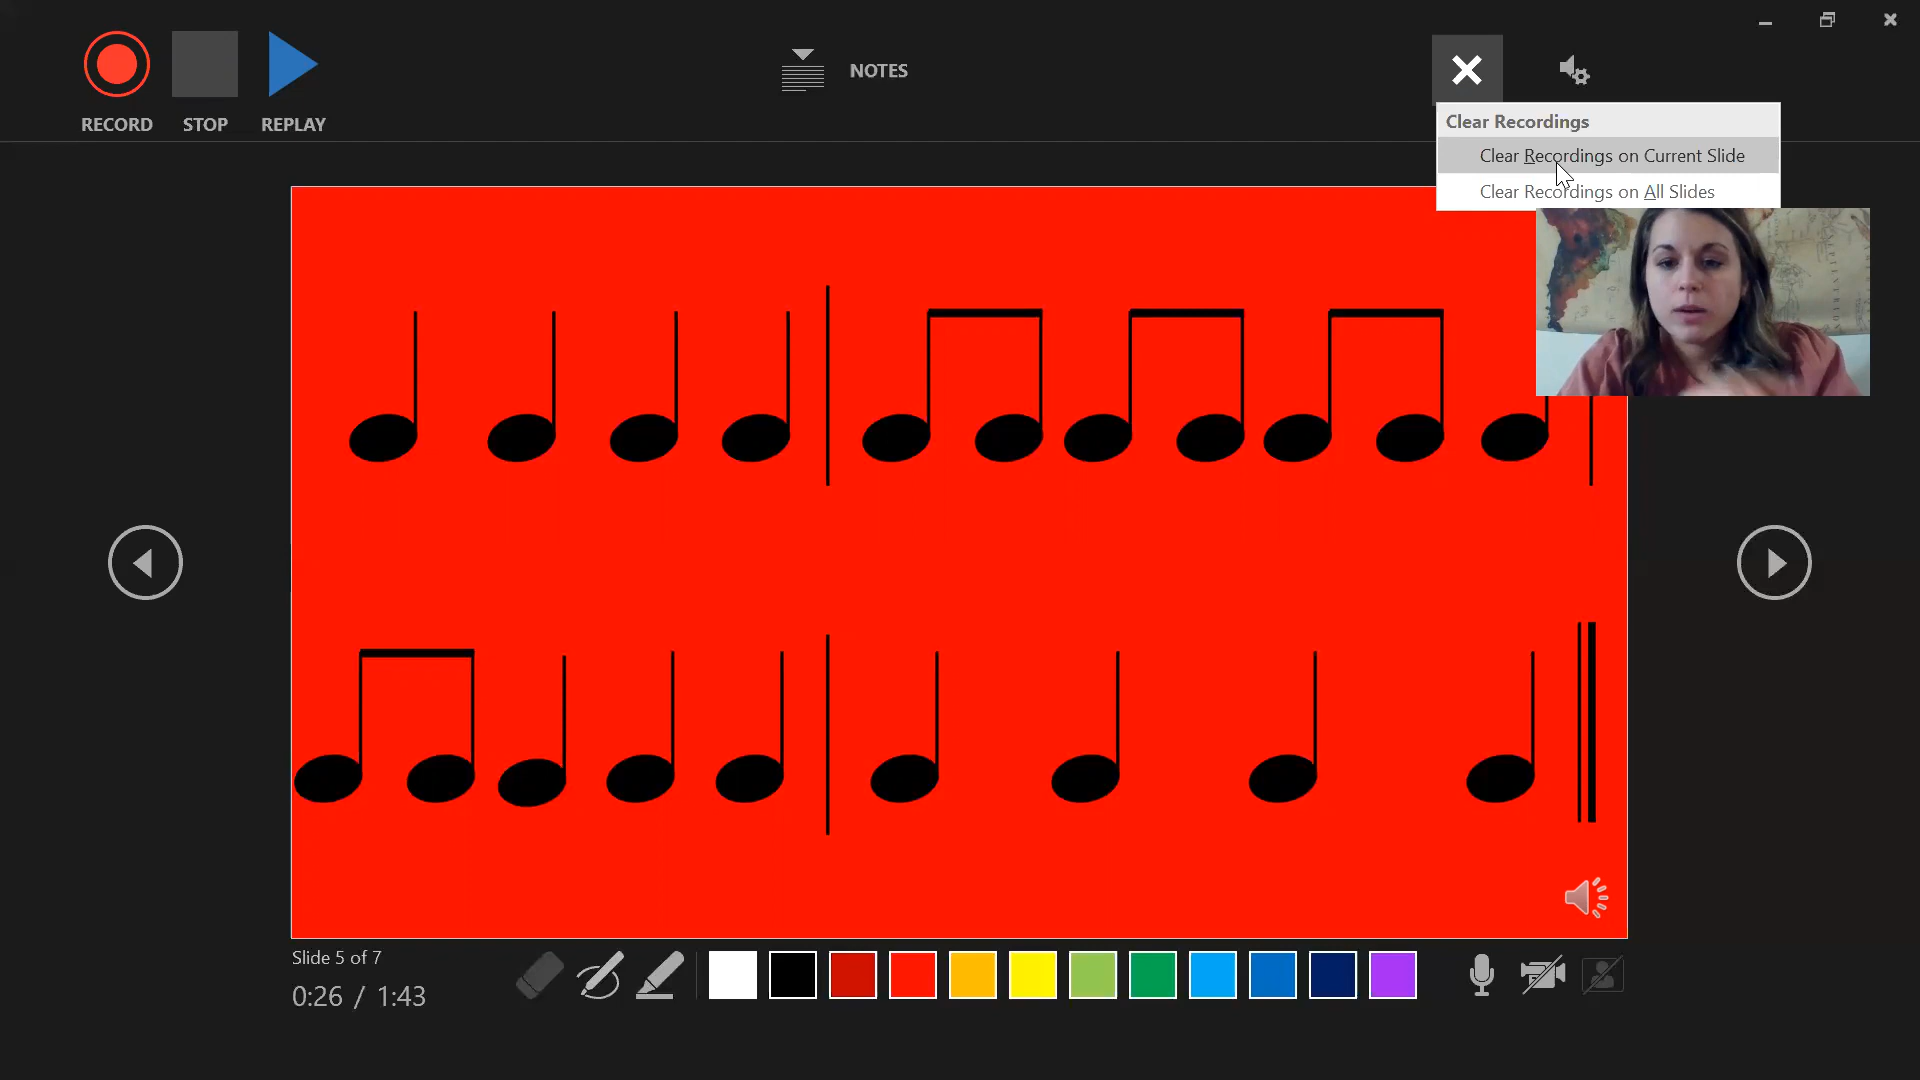 RECORD
STOP
REPLAY
NOTES
Clear Recordings
Clear Recordings on Current Slide
Clear Recordings on All Slides
Slide 5 of 7
0:26 / 1:43